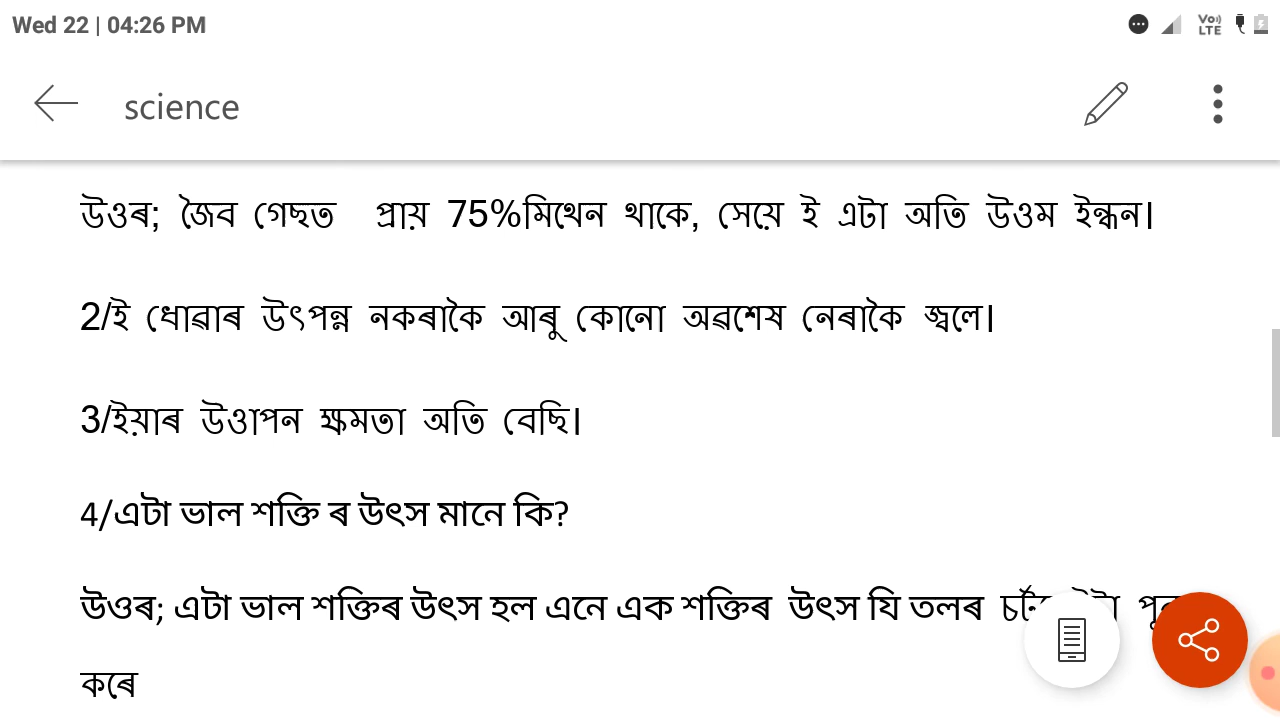 Wed 22 | 04:26 PM
Vo) LTE
science
উওৰ; জৈব গেছত প্ৰায় 75%মিথেন থাকে, সেয়ে ই এটা অতি উওম ইন্ধন।
2/ই ধোৱাৰ উৎপন্ন নকৰাকৈ আৰু কোনো অৱশেষ নেৰাকৈ জ্বলে।
3/ইয়াৰ উওাপন ক্ষমতা অতি বেছি।
4/এটা ভাল শক্তি ৰ উৎস মানে কি?
উওৰ; এটা ভাল শক্তিৰ উৎস হল এনে এক শক্তিৰ উৎস যি তলৰ
কৰে